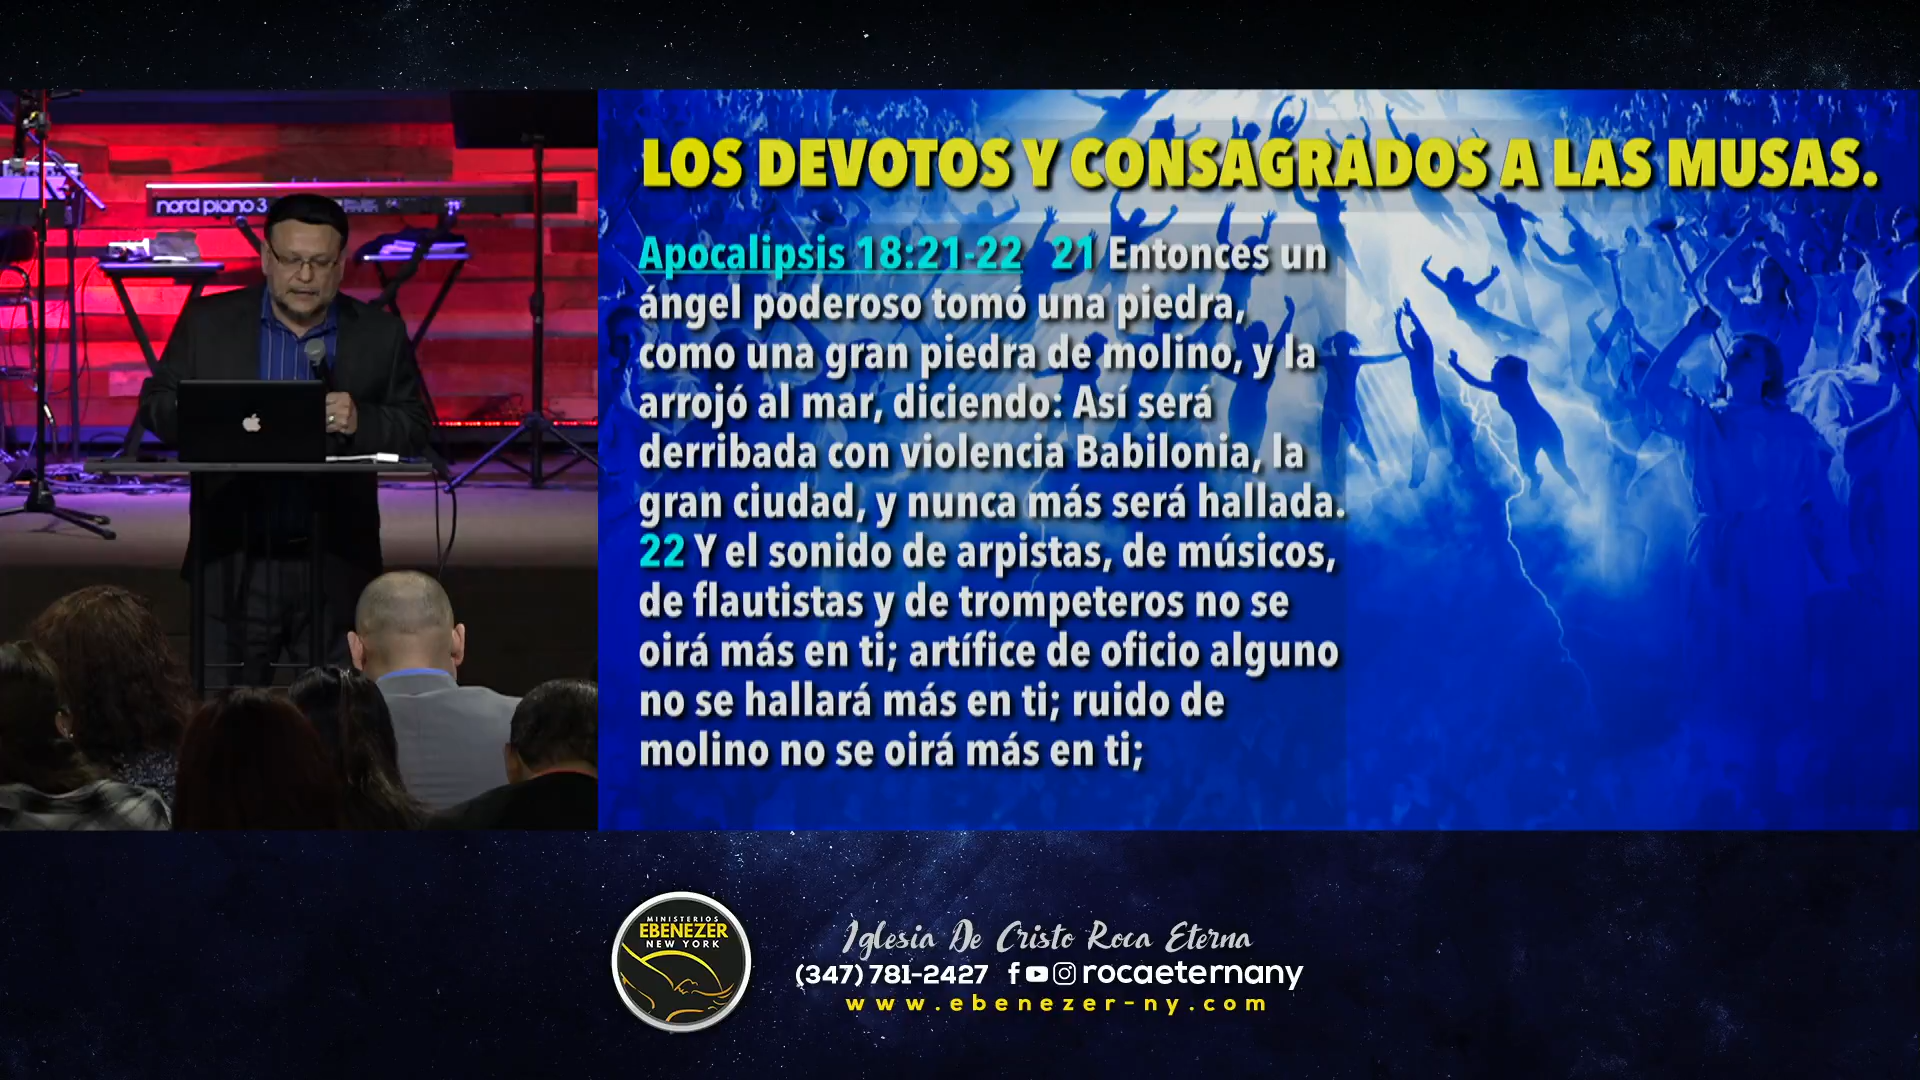 nord piano 3
LOS DEVOTOS Y CONSAGRADOS A LAS MUSAS.
Apocalipsis 18:21-22 21 Entonces un
ángel poderoso tomó una piedra,
como una gran piedra de molino, y la
arrojó al mar, diciendo: Así será
derribada con violencia Babilonia, la
gran ciudad, y nunca más será hallada.
22 Y el sonido de arpistas, de músicos,
de flautistas y de trompeteros no se
oirá más en ti; artífice de oficio alguno
no se hallará más en ti; ruido de
molino no se oirá más en ti;
MINISTERIOS
EBENEZER
NEW YORK
Iglesia De Cristo Roca Eterna
(347) 781-2427 rocaeternany
www.ebenezer-ny.com